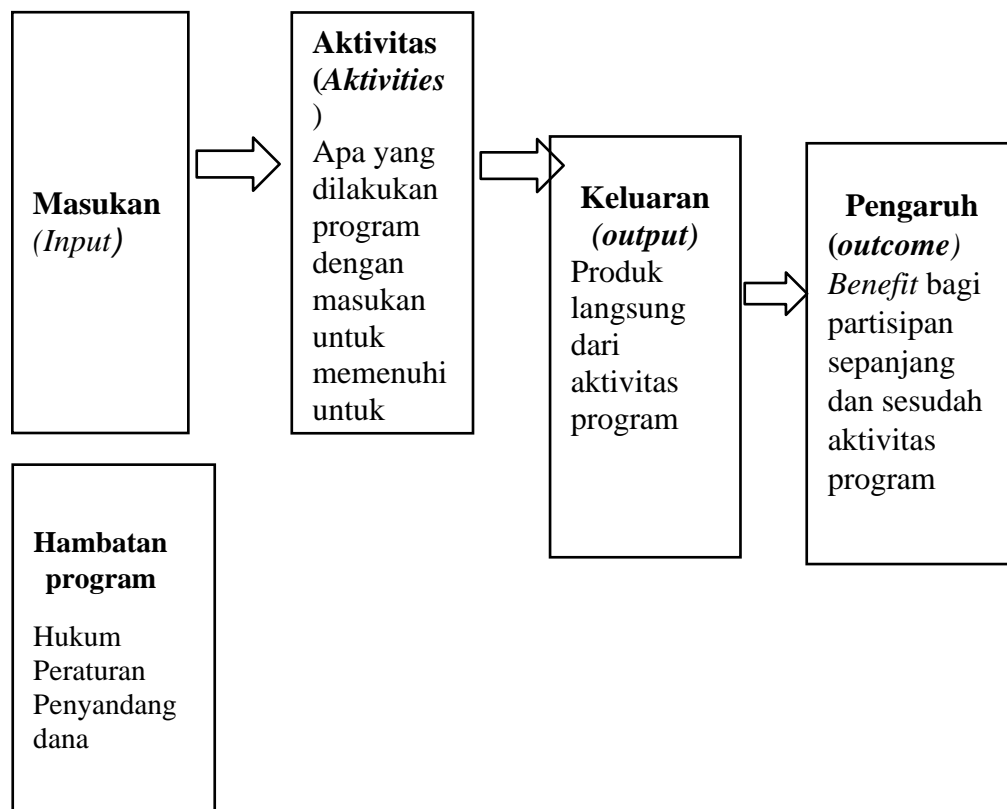 Masukan
(Input)
Aktivitas
(Aktivities
)
Apa yang
dilakukan
program
dengan
masukan
untuk
memenuhi
untuk
Keluaran
(output)
Produk
langsung
dari
aktivitas
program
Pengaruh
(outcome)
Benefit bagi
partisipan
sepanjang
dan sesudah
aktivitas
program
Hambatan
program
Hukum
Peraturan
Penyandang
dana